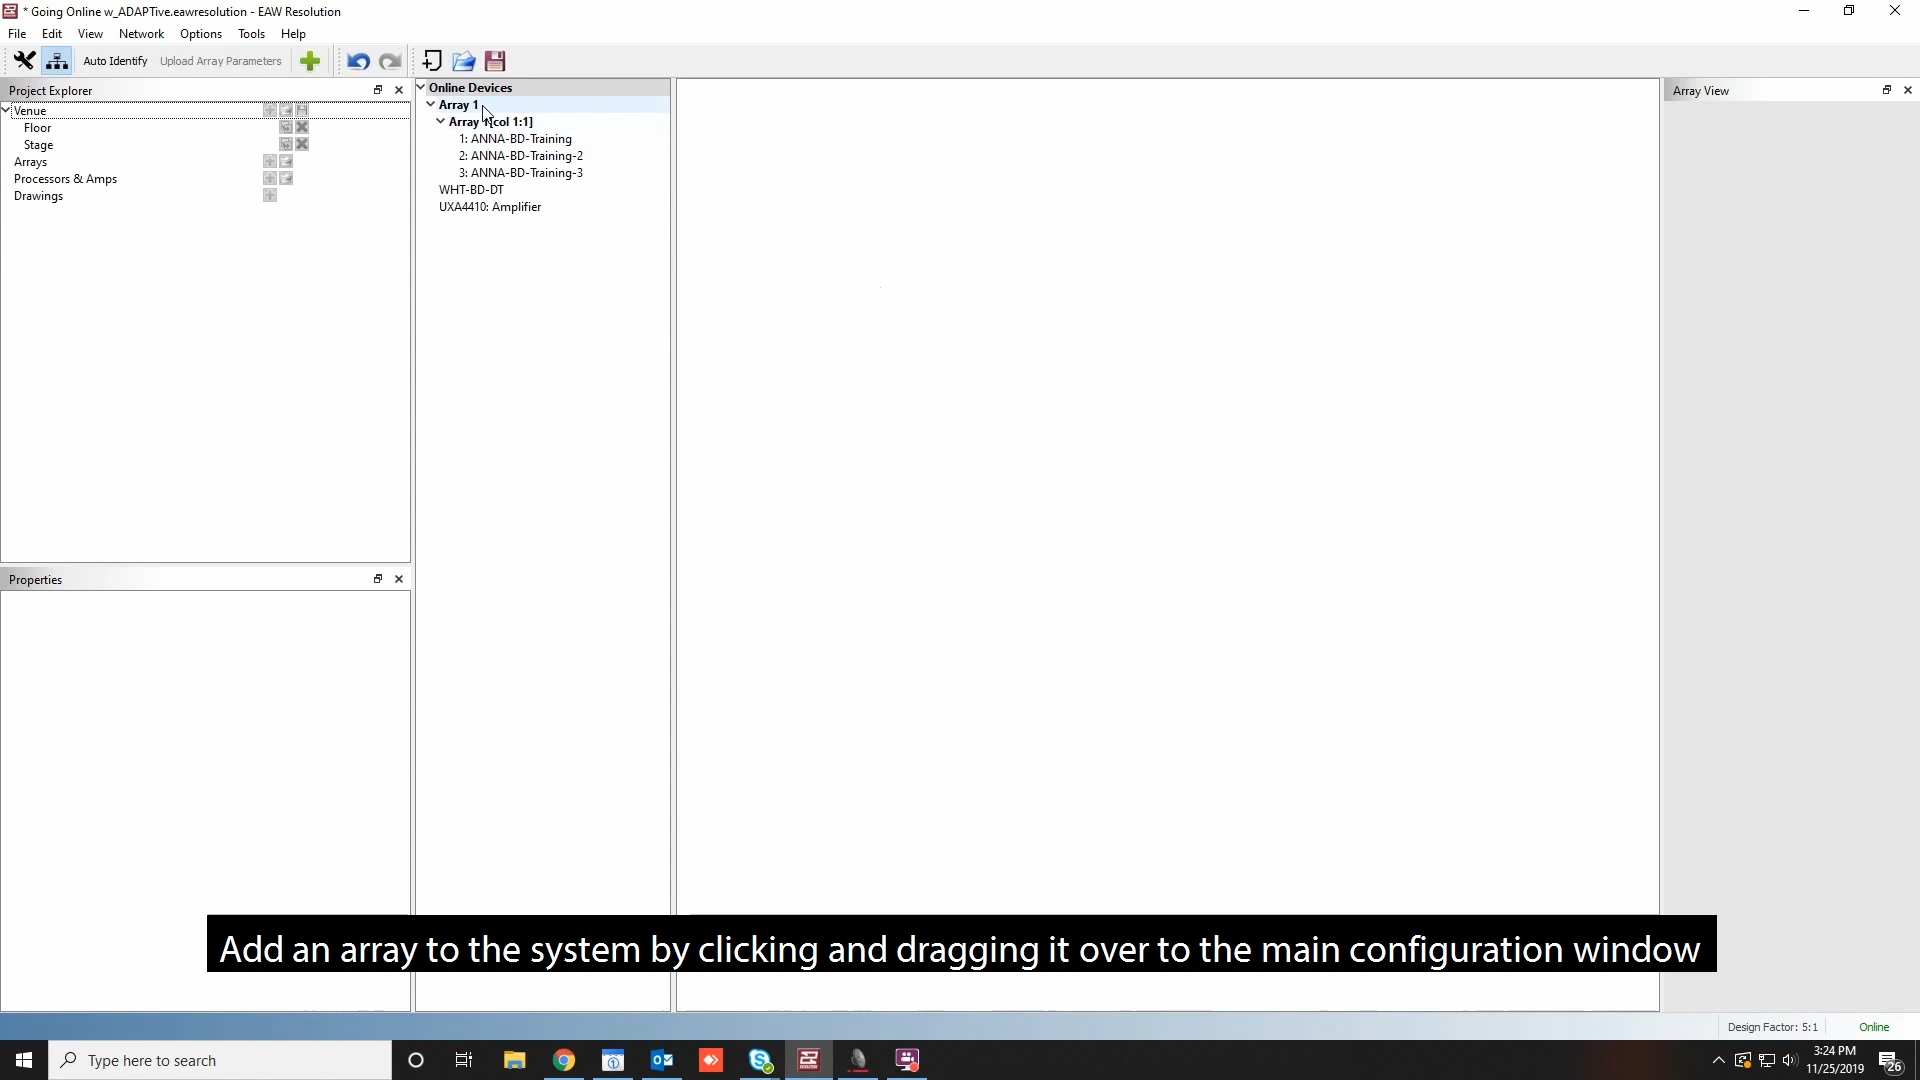 * Going Online w_ADAPTive.eawresolution - EAW Resolution
File Edit View Network Options Tools Help
Auto Identify Upload Array Parameters
Project Explorer
Venue
Floor
Stage
Arrays
Processors & Amps
Drawings
Properties
Online Devices
Array 1
Array 1[col 1:1]
1: ANNA-BD-Training
2: ANNA-BD-Training-2
3: ANNA-BD-Training-3
WHT-BD-DT
UXA4410: Amplifier
Array View
Add an array to the system by clicking and dragging it over to the main configuration window
Design Factor: 5:1 Online
Type here to search
3:24 PM
11/25/2019
26